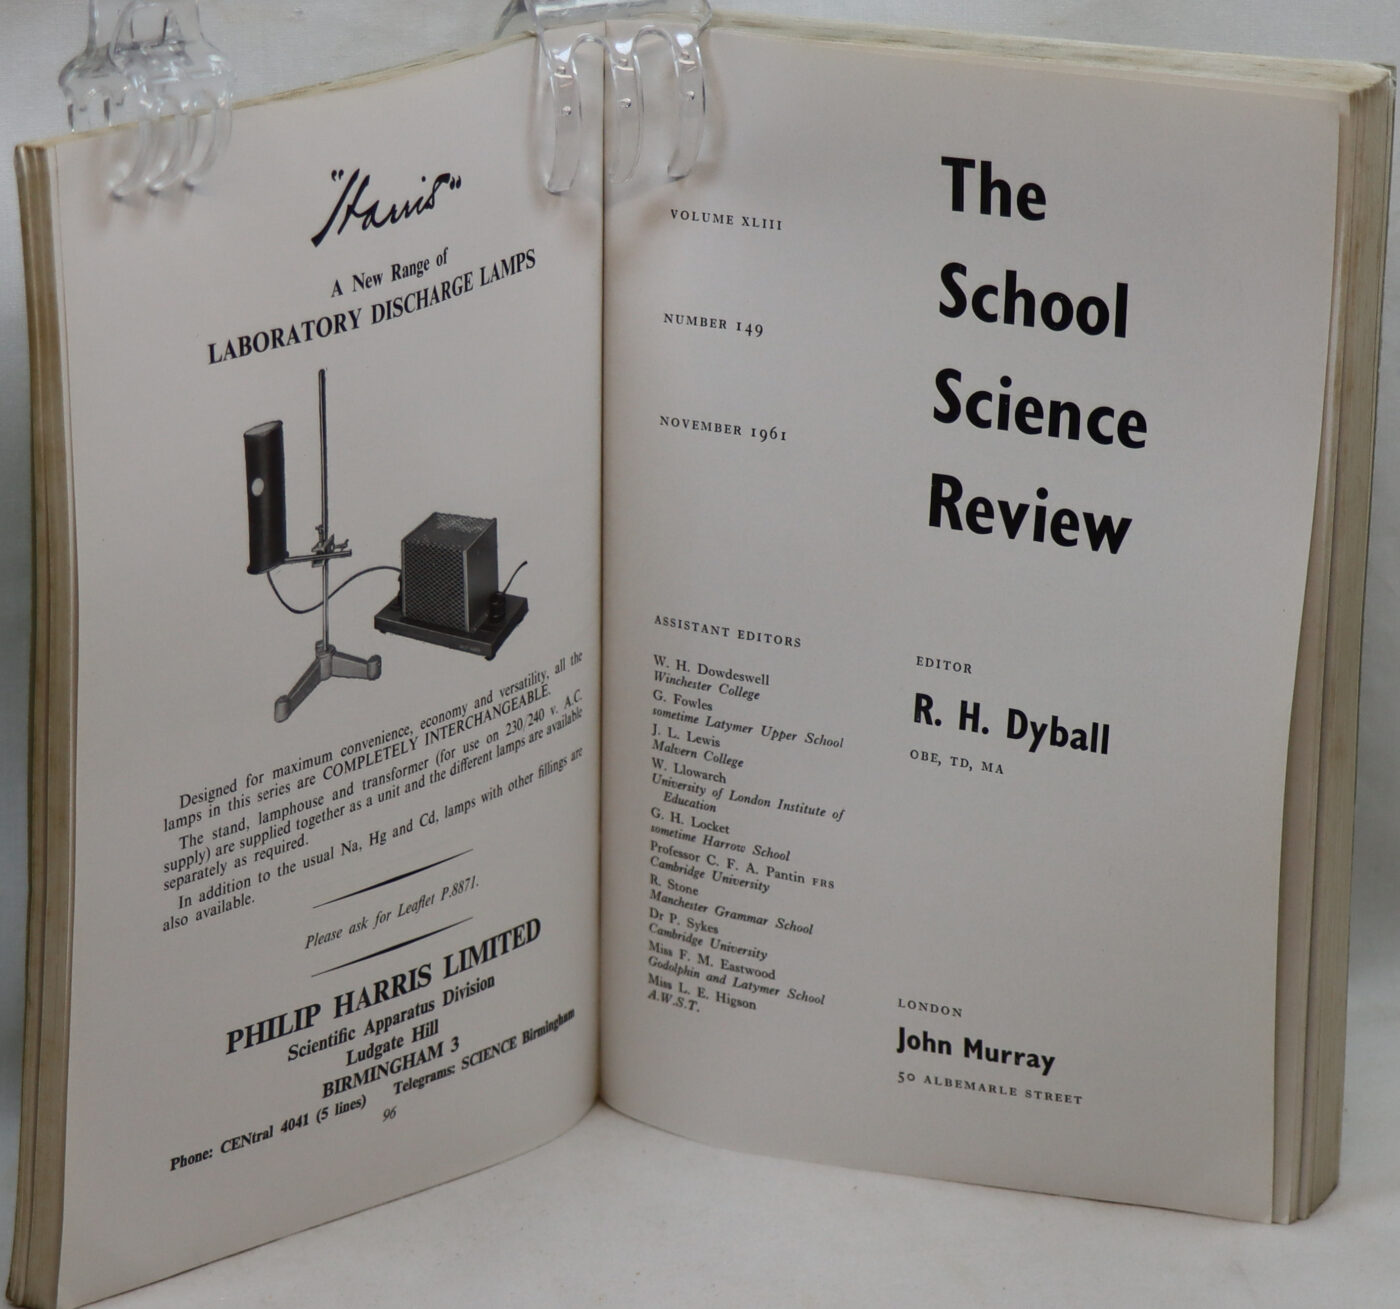 "Harris"
A New Range of
LABORATORY DISCHARGE LAMPS
Designed for maximum convenience, economy and versatility, all the
lamps in this series are COMPLETELY INTERCHANGEABLE.
The stand, lamphouse and transformer (for use on 230/240 v. A.C.
supply) are supplied together as a unit and the different lamps are available
separately as required.
In addition to the usual Na, Hg and Cd, lamps with other fillings are
also available.
Please ask for Leaflet P.8871.
PHILIP HARRIS LIMITED
Scientific Apparatus Division
Ludgate Hill
BIRMINGHAM 3
Phone: CENtral 4041 (5 lines) Telegrams: SCIENCE Birmingham
96
The
School
Science
Review
VOLUME XLIII
NUMBER 149
NOVEMBER 1961
ASSISTANT EDITORS
W. H. Dowdeswell
Winchester College
G. Fowles
sometime Latymer Upper School
J. L. Lewis
Malvern College
W. Llowarch
University of London Institute of
Education
G. H. Locket
sometime Harrow School
Professor C. F. A. Pantin FRS
Cambridge University
R. Stone
Manchester Grammar School
Dr P. Sykes
Cambridge University
Miss F. M. Eastwood
Godolphin and Latymer School
Miss L. E. Higson
A.W.S.T.
EDITOR
R. H. Dyball
OBE, TD, MA
LONDON
John Murray
50 ALBEMARLE STREET